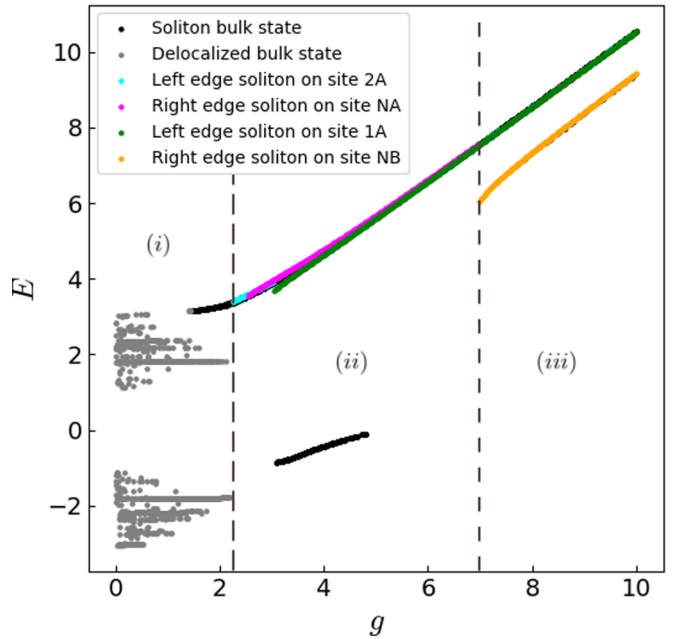 Soliton bulk state
Delocalized bulk state
Left edge soliton on site 2A
Right edge soliton on site NA
Left edge soliton on site 1A
Right edge soliton on site NB
10
8
6
4
2
0
−2
E
(i)
(ii)
(iii)
0 2 4 6 8 10
g